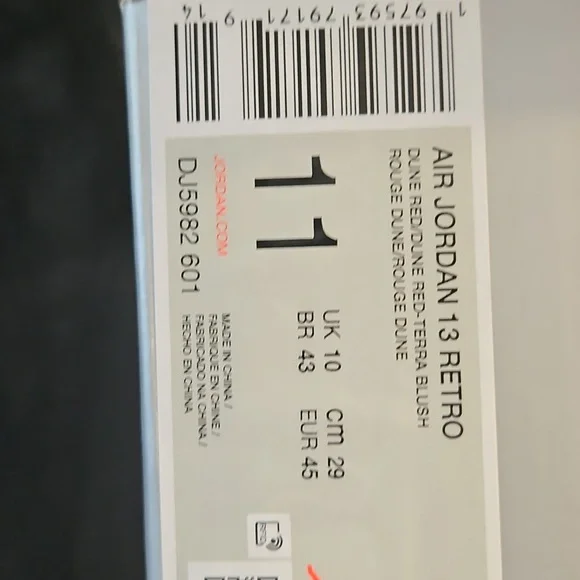 AIR JORDAN 13 RETRO
DUNE RED/DUNE RED-TERRA BLUSH
ROUGE DUNE/ROUGE DUNE
11
UK 10 cm 29
BR 43 EUR 45
JORDAN.COM
DJ5982 601
MADE IN CHINA /
FABRIQUE EN CHINE /
FABRICADO NA CHINA /
HECHO EN CHINA